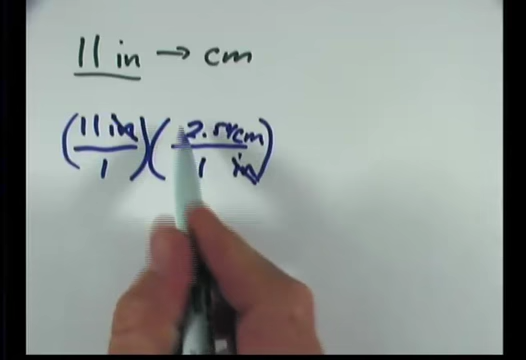 11 in → cm
(11 in/1)(2.54 cm/1 in)